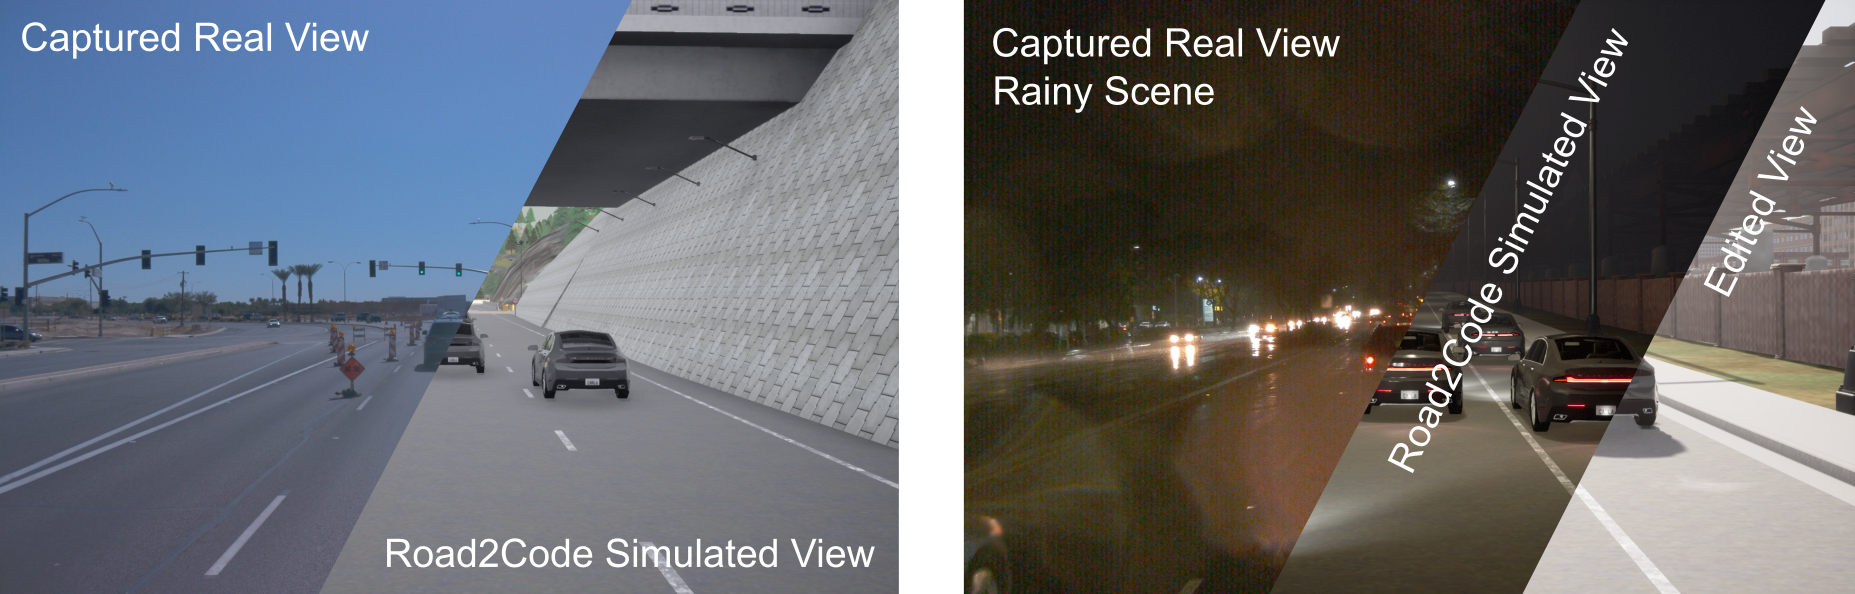 Captured Real View
Road2Code Simulated View
Captured Real View
Rainy Scene
Road2Code Simulated View
Edited View